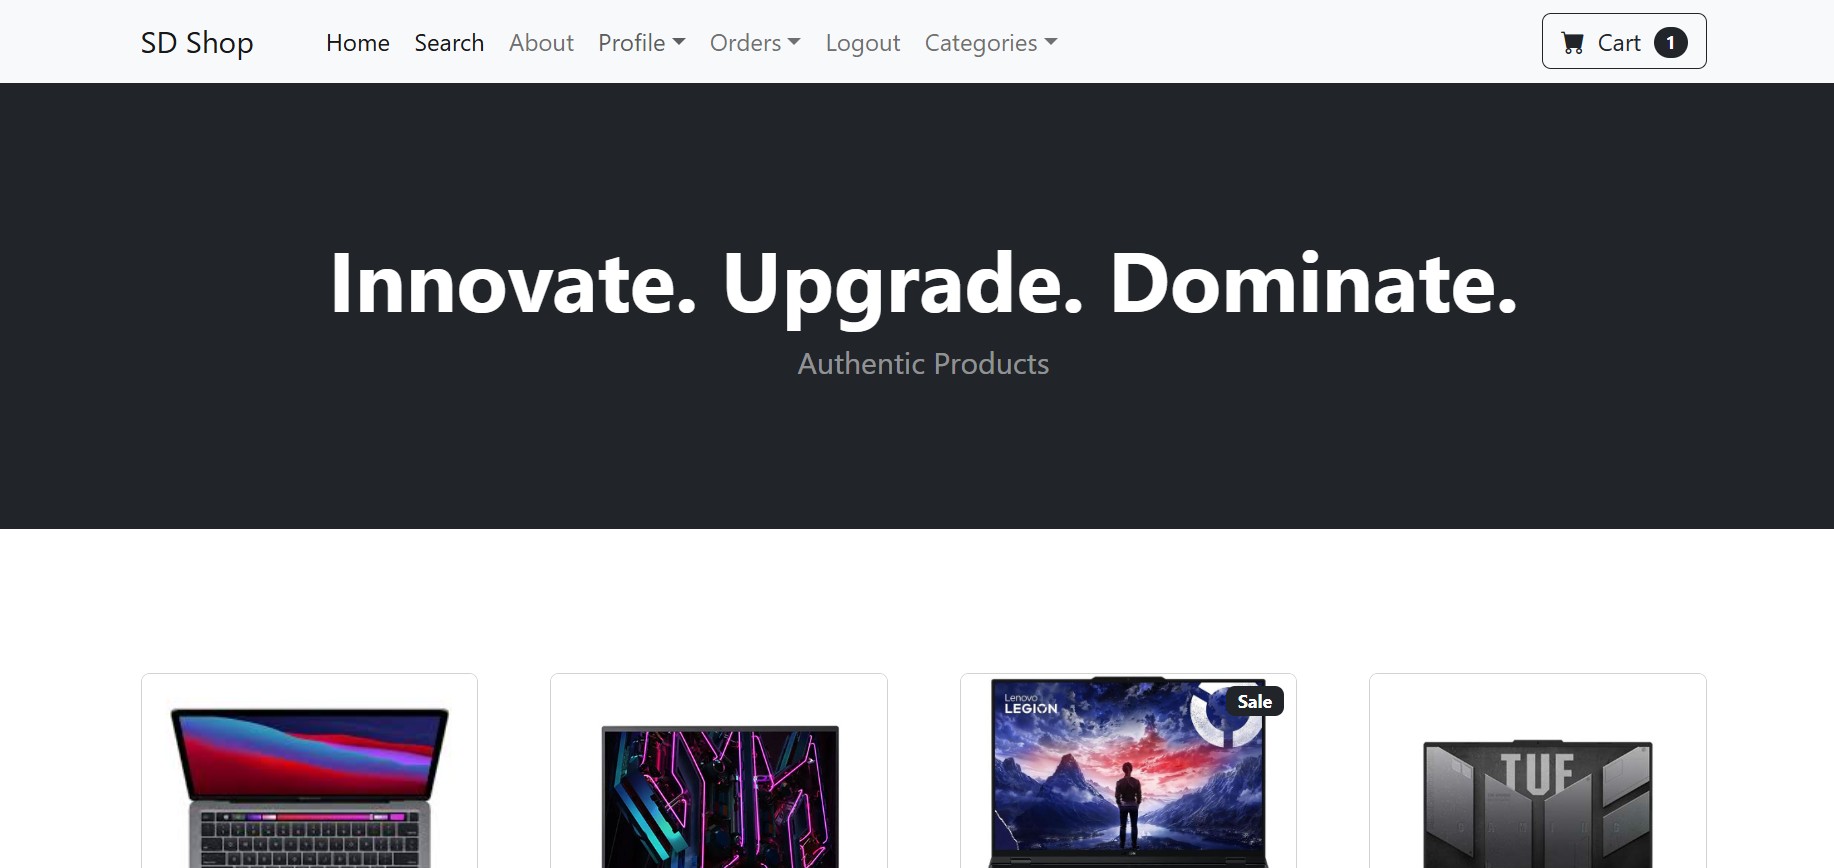 SD Shop Home Search About Profile Orders Logout Categories Cart 1
Innovate. Upgrade. Dominate.
Authentic Products
Lenovo
LEGION
Sale
TUF